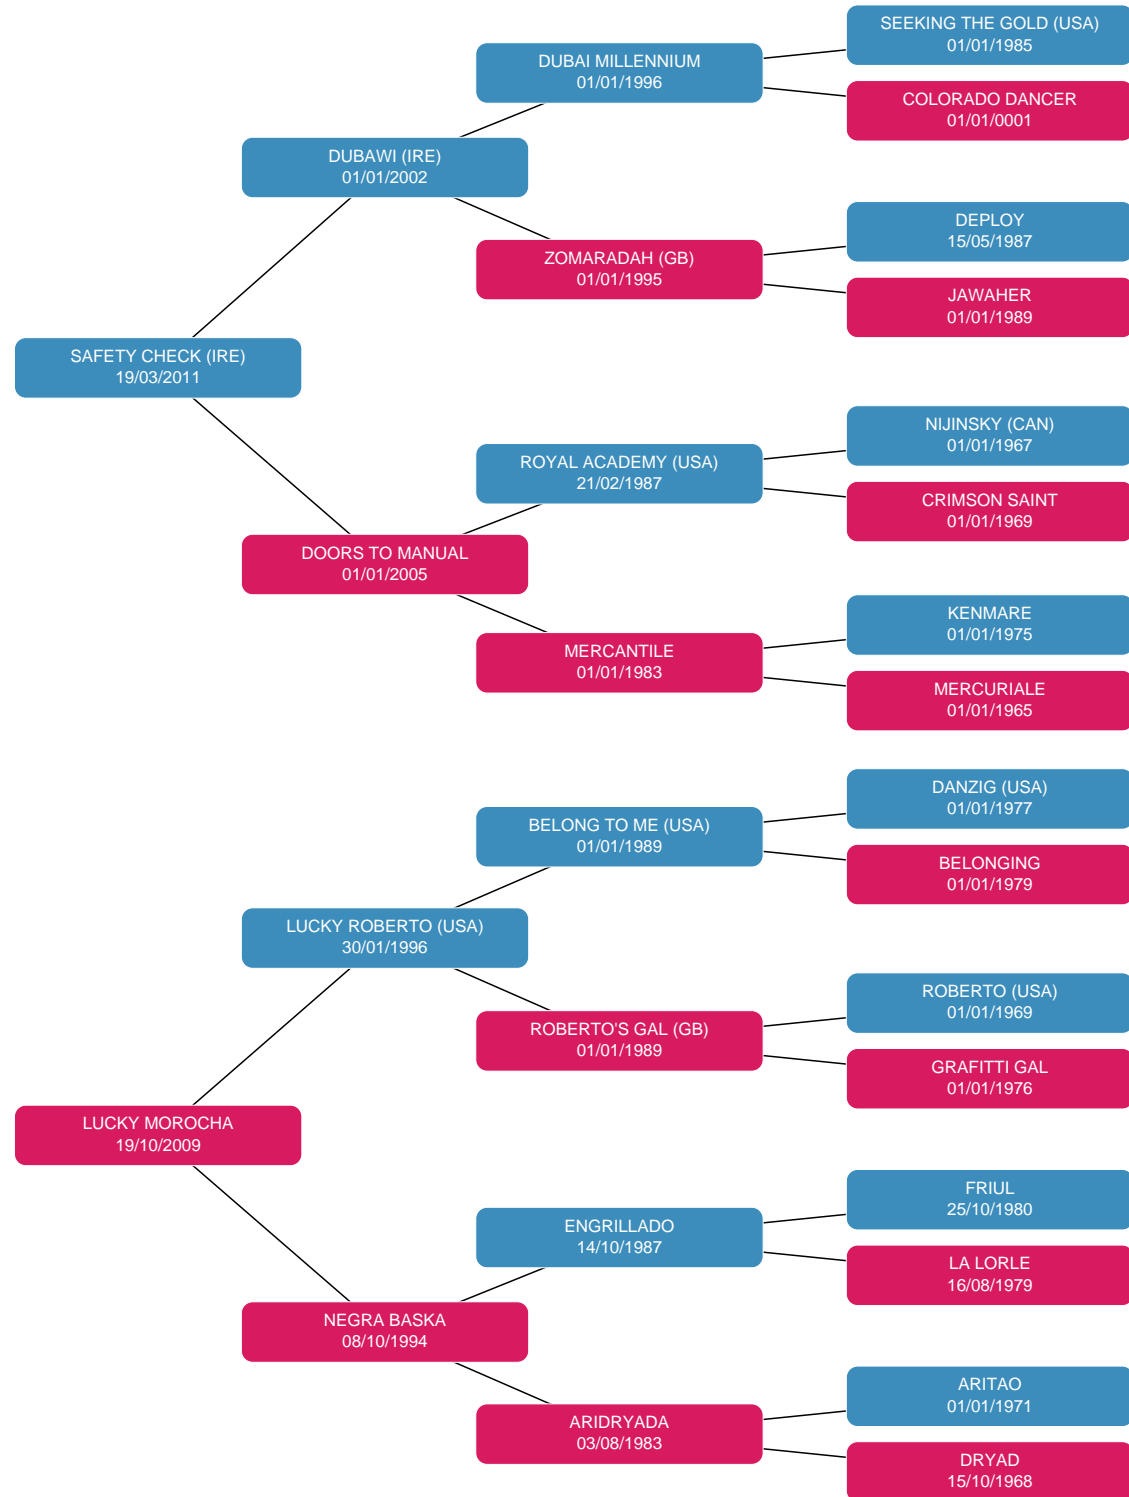 SEEKING THE GOLD (USA)
01/01/1985
DUBAI MILLENNIUM
01/01/1996
COLORADO DANCER
01/01/0001
DUBAWI (IRE)
01/01/2002
DEPLOY
15/05/1987
ZOMARADAH (GB)
01/01/1995
JAWAHER
01/01/1989
SAFETY CHECK (IRE)
19/03/2011
NIJINSKY (CAN)
01/01/1967
ROYAL ACADEMY (USA)
21/02/1987
CRIMSON SAINT
01/01/1969
DOORS TO MANUAL
01/01/2005
KENMARE
01/01/1975
MERCANTILE
01/01/1983
MERCURIALE
01/01/1965
DANZIG (USA)
01/01/1977
BELONG TO ME (USA)
01/01/1989
BELONGING
01/01/1979
LUCKY ROBERTO (USA)
30/01/1996
ROBERTO (USA)
01/01/1969
ROBERTO'S GAL (GB)
01/01/1989
GRAFITTI GAL
01/01/1976
LUCKY MOROCHA
19/10/2009
FRIUL
25/10/1980
ENGRILLADO
14/10/1987
LA LORLE
16/08/1979
NEGRA BASKA
08/10/1994
ARITAO
01/01/1971
ARIDRYADA
03/08/1983
DRYAD
15/10/1968